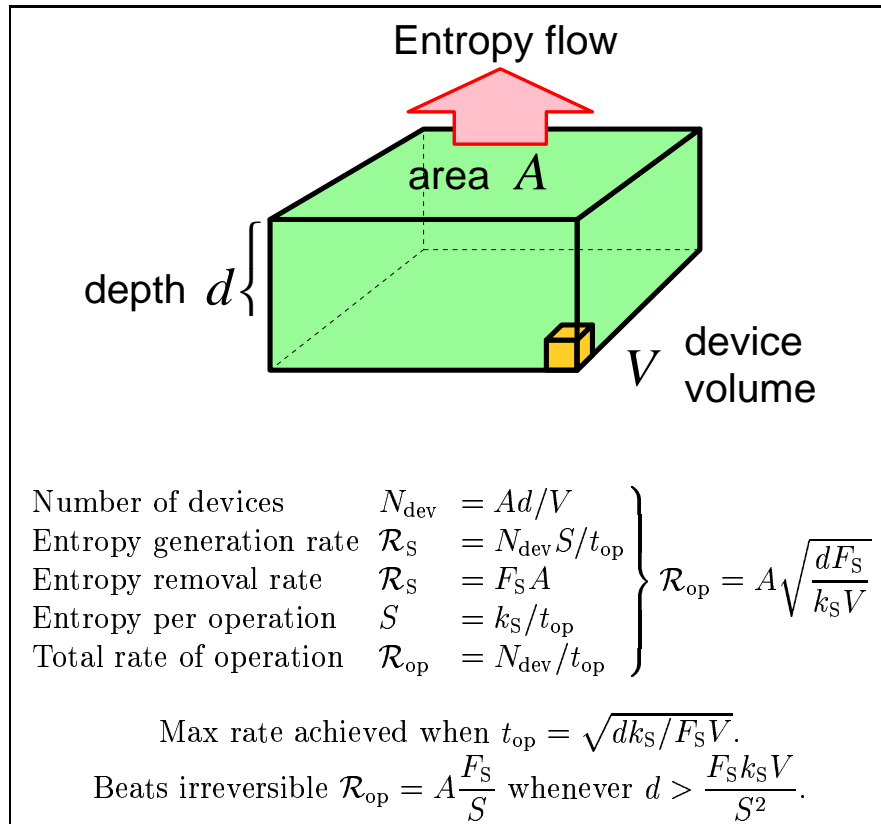 Entropy flow
area A
depth d
V device
volume
Number of devices N_dev = Ad/V
Entropy generation rate R_S = N_dev S/t_op
Entropy removal rate R_S = F_S A
Entropy per operation S = k_S/t_op
Total rate of operation R_op = N_dev/t_op
R_op = A√(dF_S/(k_S V))
Max rate achieved when t_op = √(dk_S/F_S V).
Beats irreversible R_op = A F_S/S whenever d > F_S k_S V/S².